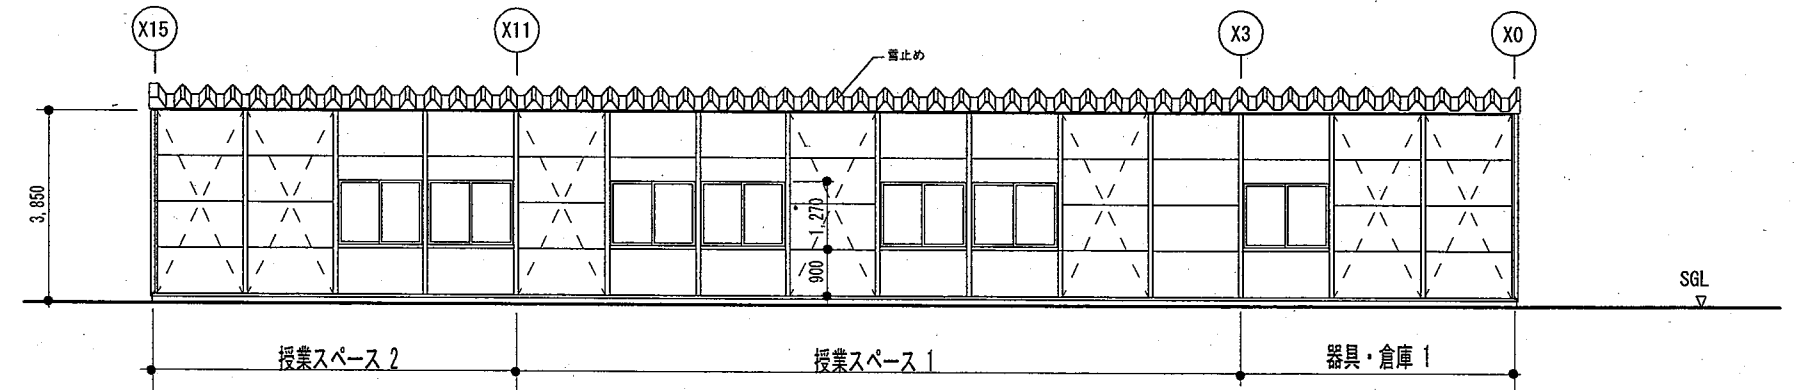 X15
X11
X3
X0
雪止め
3,850
1,270
900
SGL
授業スペース 2
授業スペース 1
器具・倉庫 1